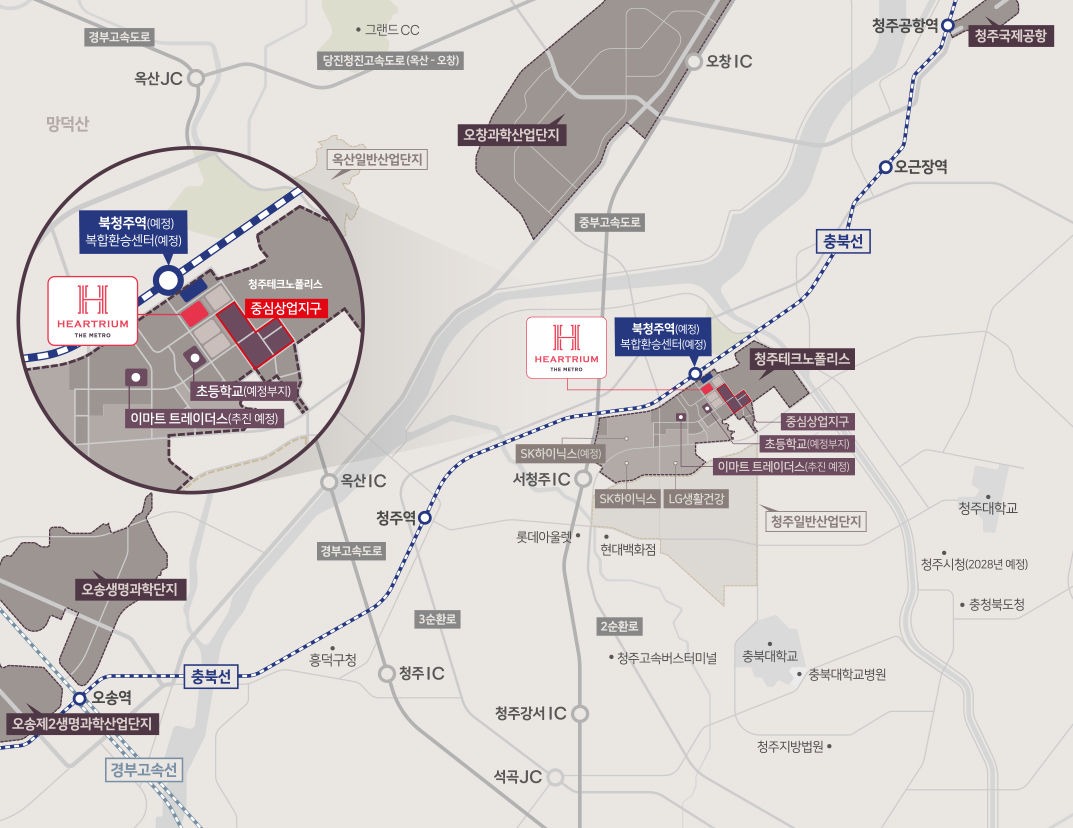 그랜드 CC
경부고속도로
당진청진고속도로 (옥산 - 오창)
옥산JC
청주공항역
청주국제공항
오창 IC
망덕산
오창과학산업단지
옥산일반산업단지
오근장역
중부고속도로
충북선
북청주역(예정)
복합환승센터(예정)
청주테크노폴리스
중심상업지구
HEARTRIUM
THE METRO
초등학교(예정부지)
이마트 트레이더스(추진 예정)
북청주역(예정)
복합환승센터(예정)
HEARTRIUM
THE METRO
청주테크노폴리스
중심상업지구
초등학교(예정부지)
이마트 트레이더스(추진 예정)
SK하이닉스(예정)
서청주IC
SK하이닉스
LG생활건강
옥산 IC
청주역
경부고속도로
롯데아울렛
현대백화점
청주일반산업단지
청주대학교
청주시청(2028년 예정)
충청북도청
오송생명과학단지
3순환로
2순환로
흥덕구청
청주 IC
청주고속버스터미널
충북대학교
충북대학교병원
충북선
오송역
오송제2생명과학산업단지
청주강서 IC
청주지방법원
경부고속선
석곡JC